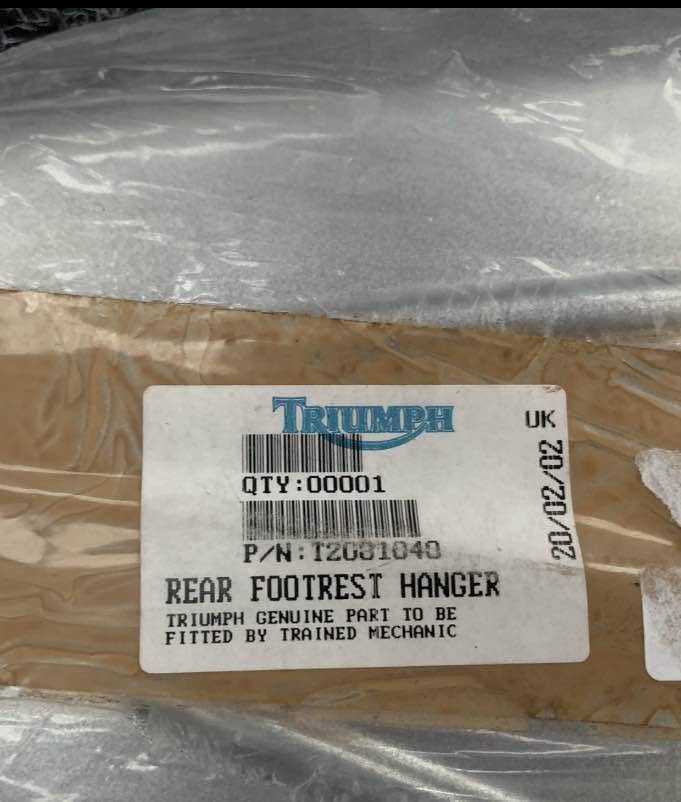 TRIUMPH
UK
QTY:00001
20/02/02
P/N:
REAR FOOTREST HANGER
TRIUMPH GENUINE PART TO BE
FITTED BY TRAINED MECHANIC